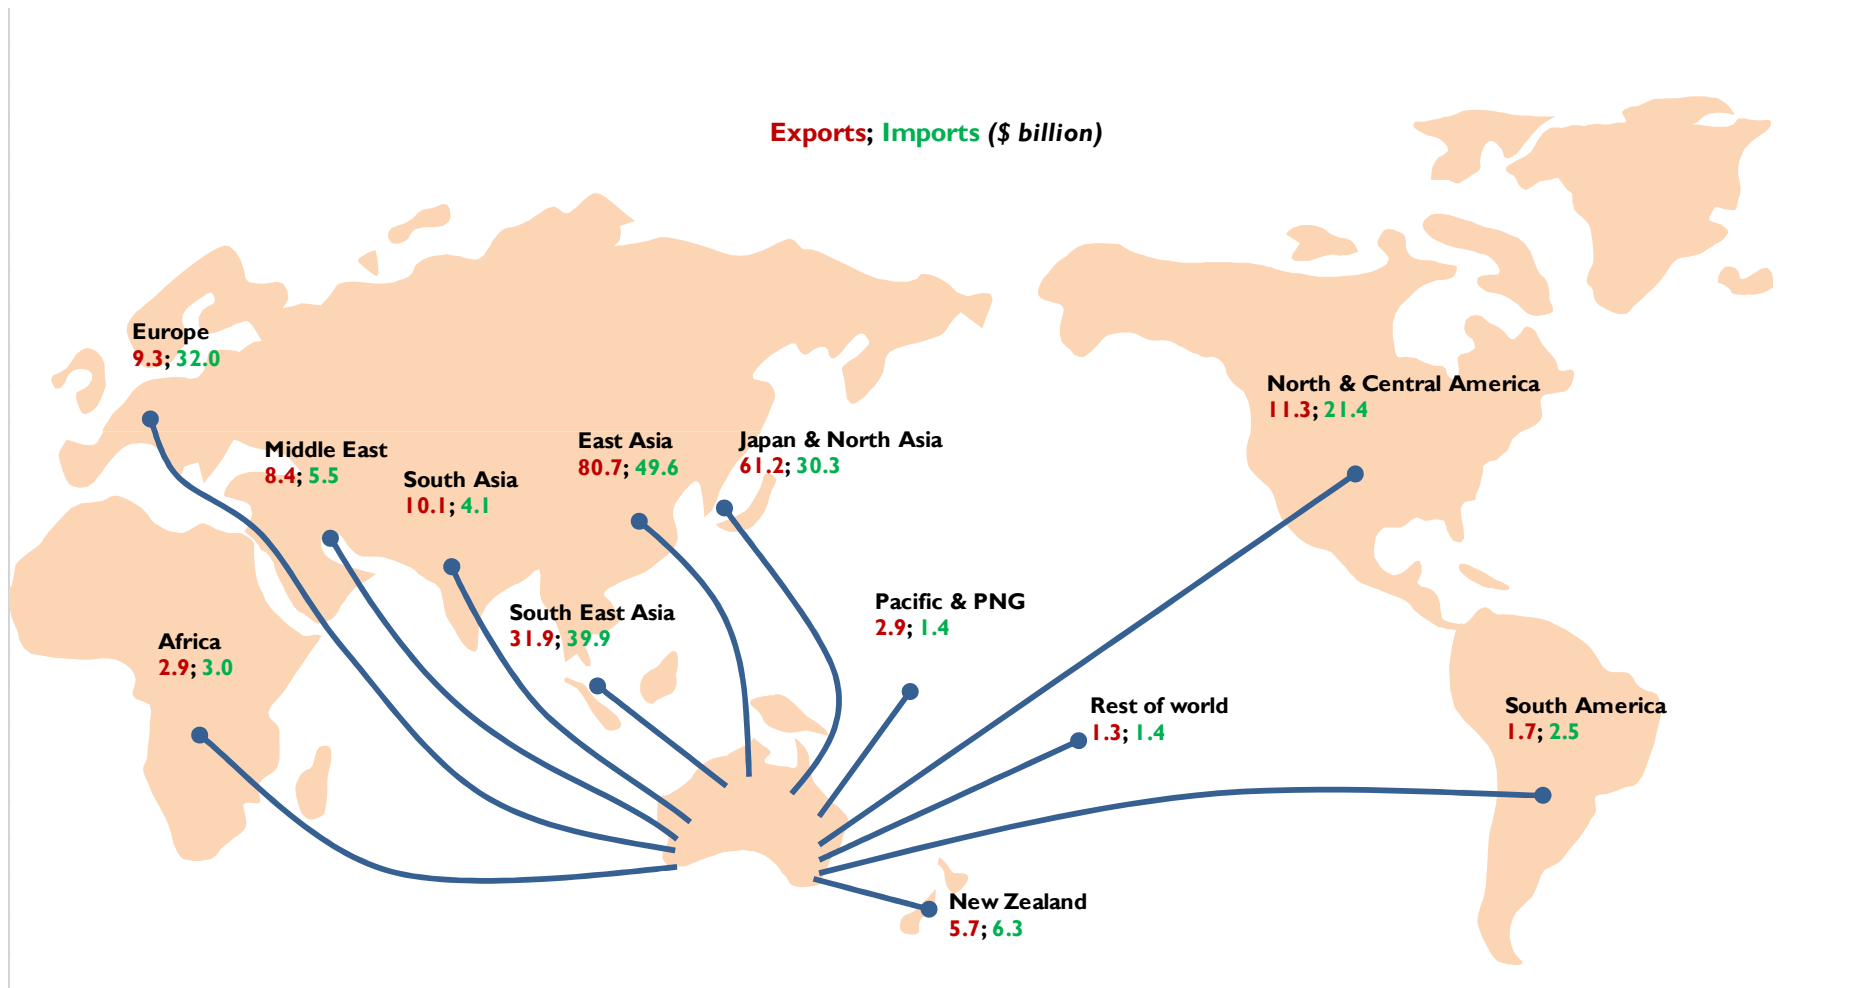 Exports; Imports ($ billion)
Europe
9.3; 32.0
North & Central America
11.3; 21.4
Middle East
8.4; 5.5
South Asia
10.1; 4.1
East Asia
80.7; 49.6
Japan & North Asia
61.2; 30.3
South East Asia
31.9; 39.9
Pacific & PNG
2.9; 1.4
Africa
2.9; 3.0
Rest of world
1.3; 1.4
South America
1.7; 2.5
New Zealand
5.7; 6.3